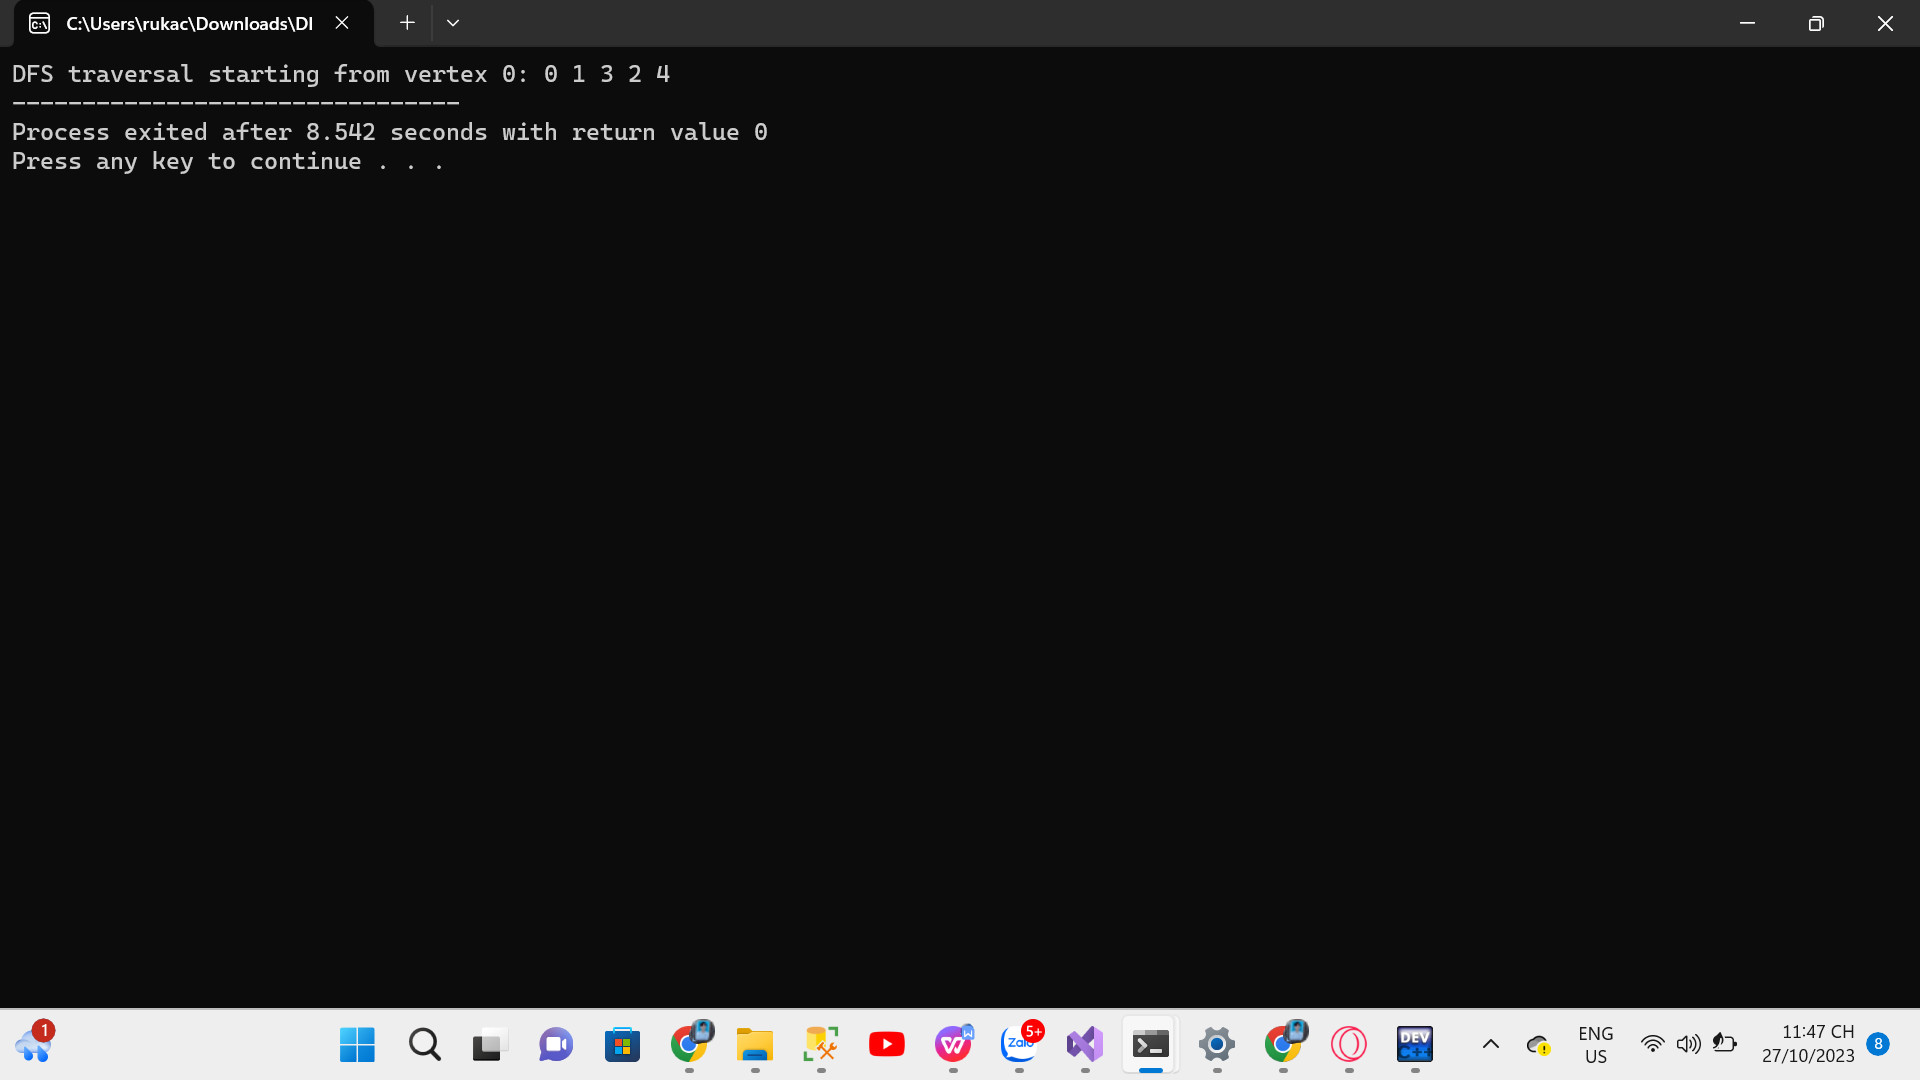 C:\Users\rukac\Downloads\DI
DFS traversal starting from vertex 0: 0 1 3 2 4
--------------------------------
Process exited after 8.542 seconds with return value 0
Press any key to continue . . .
1
5+
Zalo
DEV
C++
ENG
US
11:47 CH
27/10/2023
8